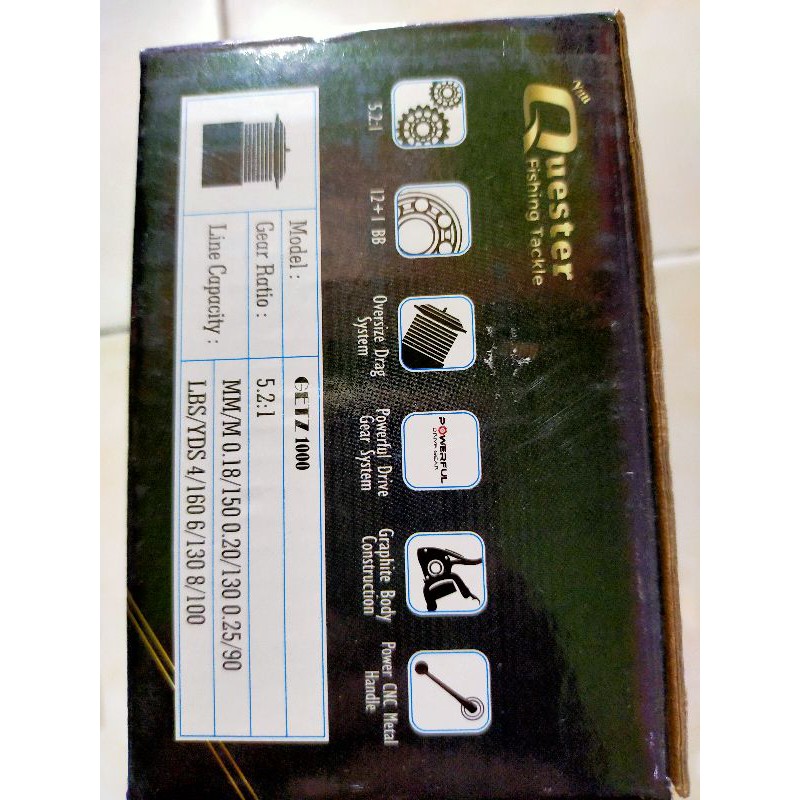 New
Quester
Fishing Tackle
5.2:1
12+1 BB
Oversize Drag
System
POWERFUL
DRIVE GEAR
Powerful Drive
Gear System
Graphite Body
Construction
Power CNC Metal
Handle
Model :
GETZ 1000
Gear Ratio :
5.2:1
Line Capacity :
MM/M 0.18/150 0.20/130 0.25/90
LBS/YDS 4/160 6/130 8/100